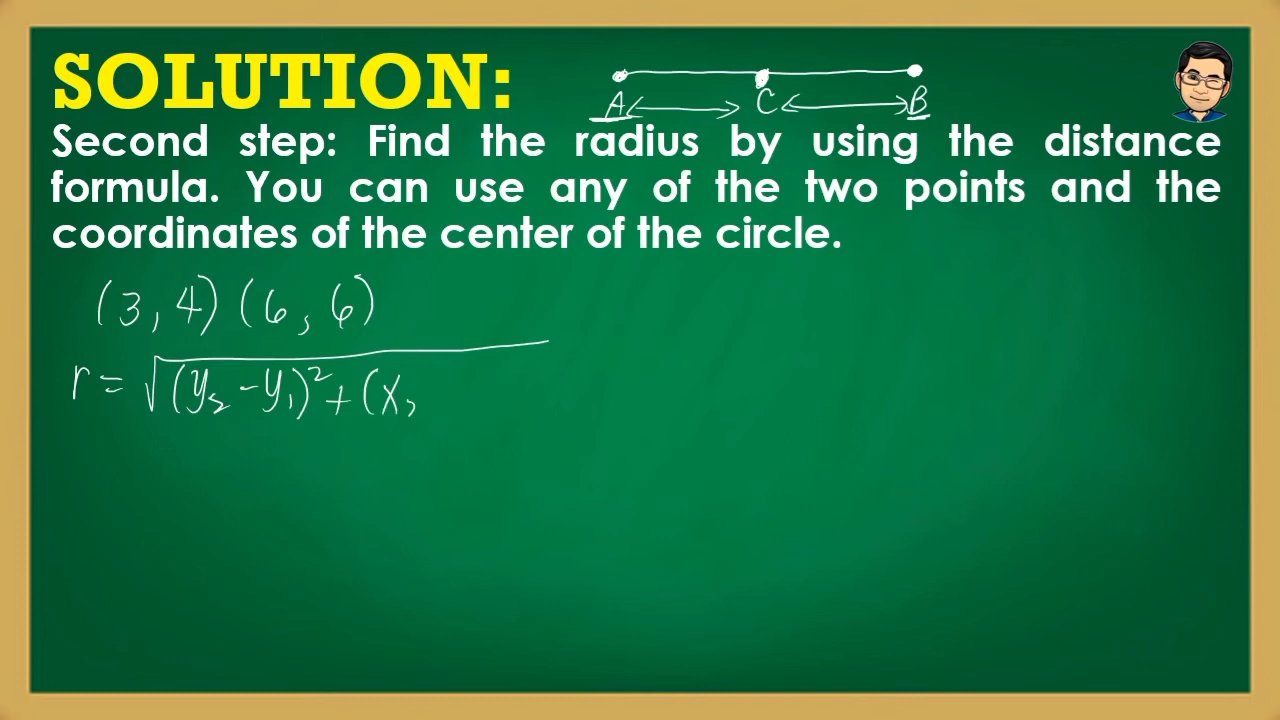 SOLUTION:
A C B
Second step: Find the radius by using the distance
formula. You can use any of the two points and the
coordinates of the center of the circle.
(3, 4) (6, 6)
r = √(y₂ - y₁)² + (x₂